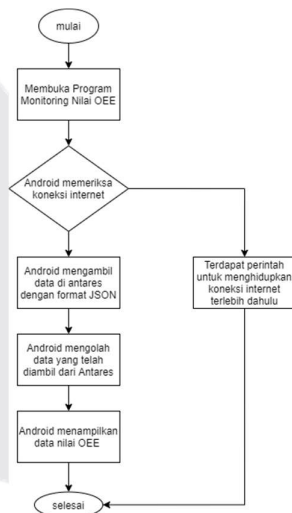 mulai
Membuka Program
Monitoring Nilai OEE
Android memeriksa
koneksi internet
Android mengambil
data di antares
dengan format JSON
Terdapat perintah
untuk menghidupkan
koneksi internet
terlebih dahulu
Android mengolah
data yang telah
diambil dari Antares
Android menampilkan
data nilai OEE
selesai